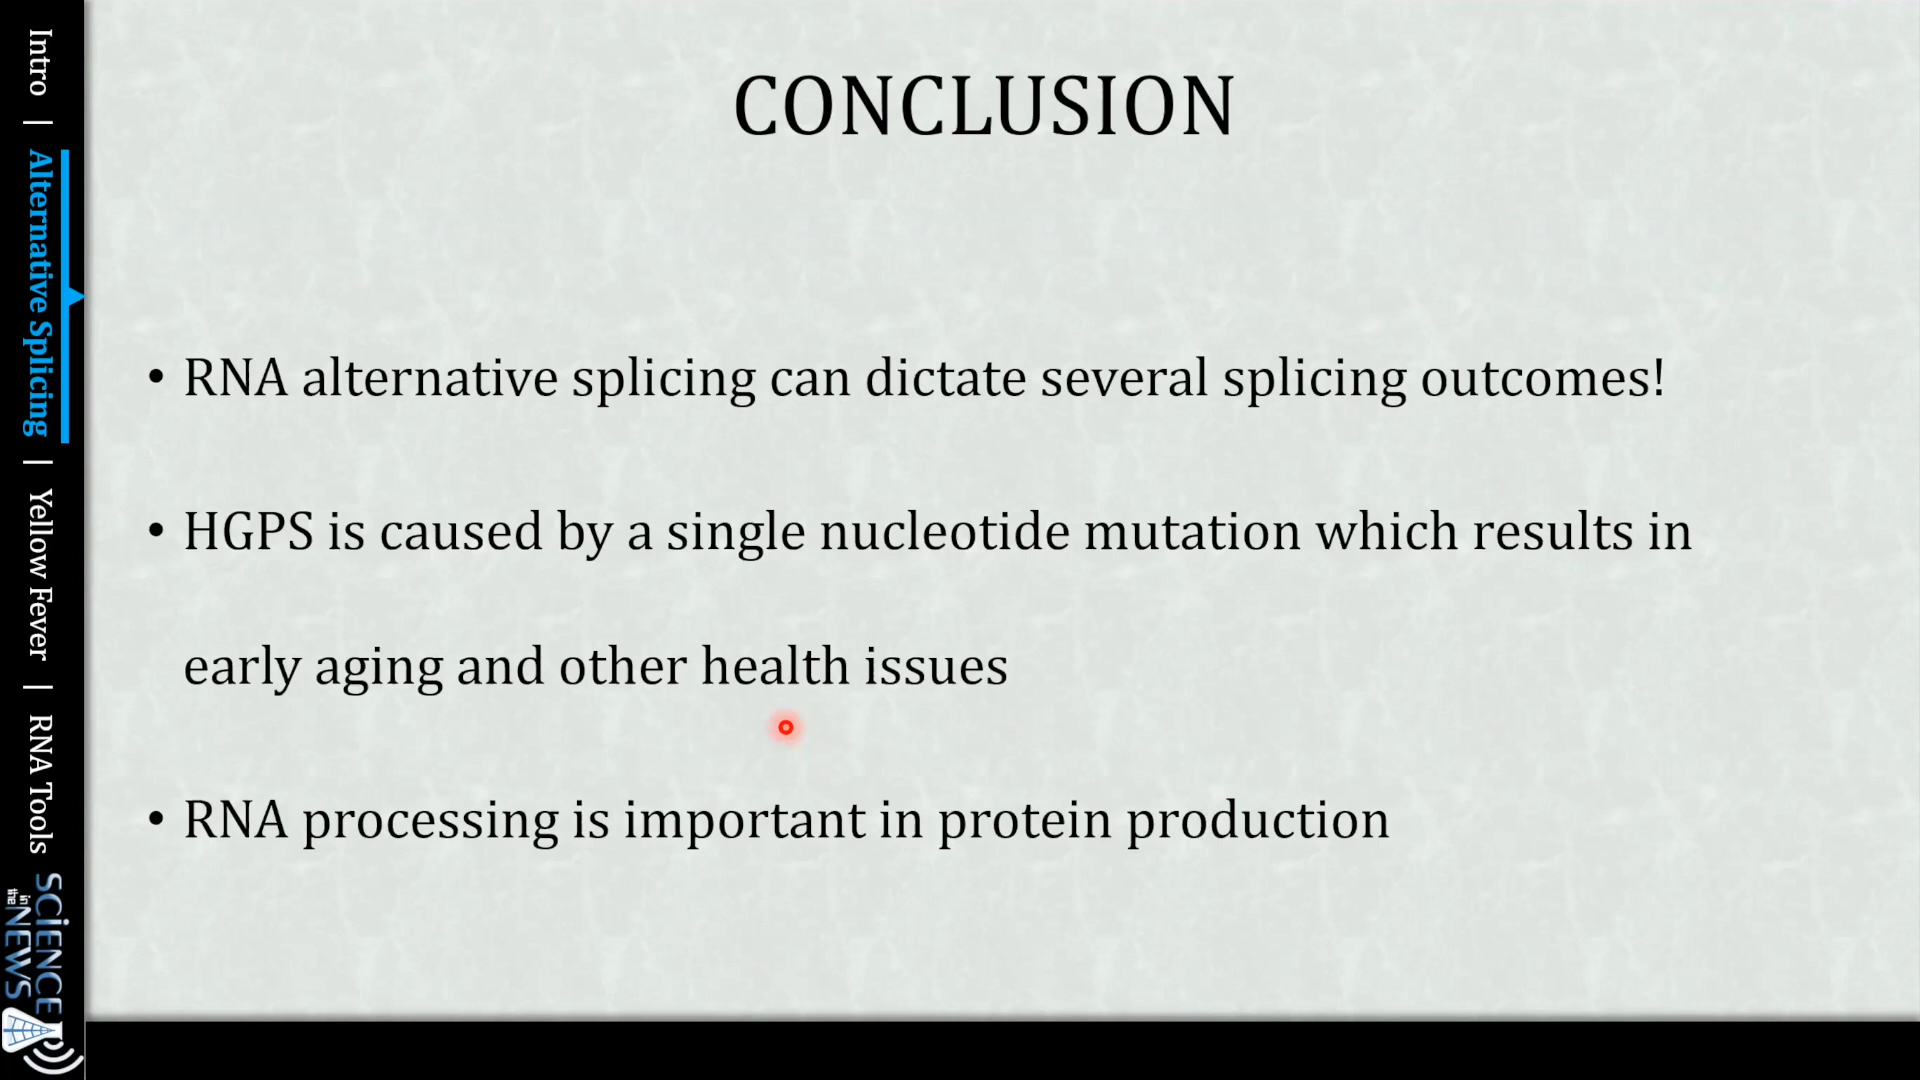 Intro | Alternative Splicing | Yellow Fever | RNA Tools
SCiENCE
in the NEWS
CONCLUSION
• RNA alternative splicing can dictate several splicing outcomes!
• HGPS is caused by a single nucleotide mutation which results in
early aging and other health issues
• RNA processing is important in protein production